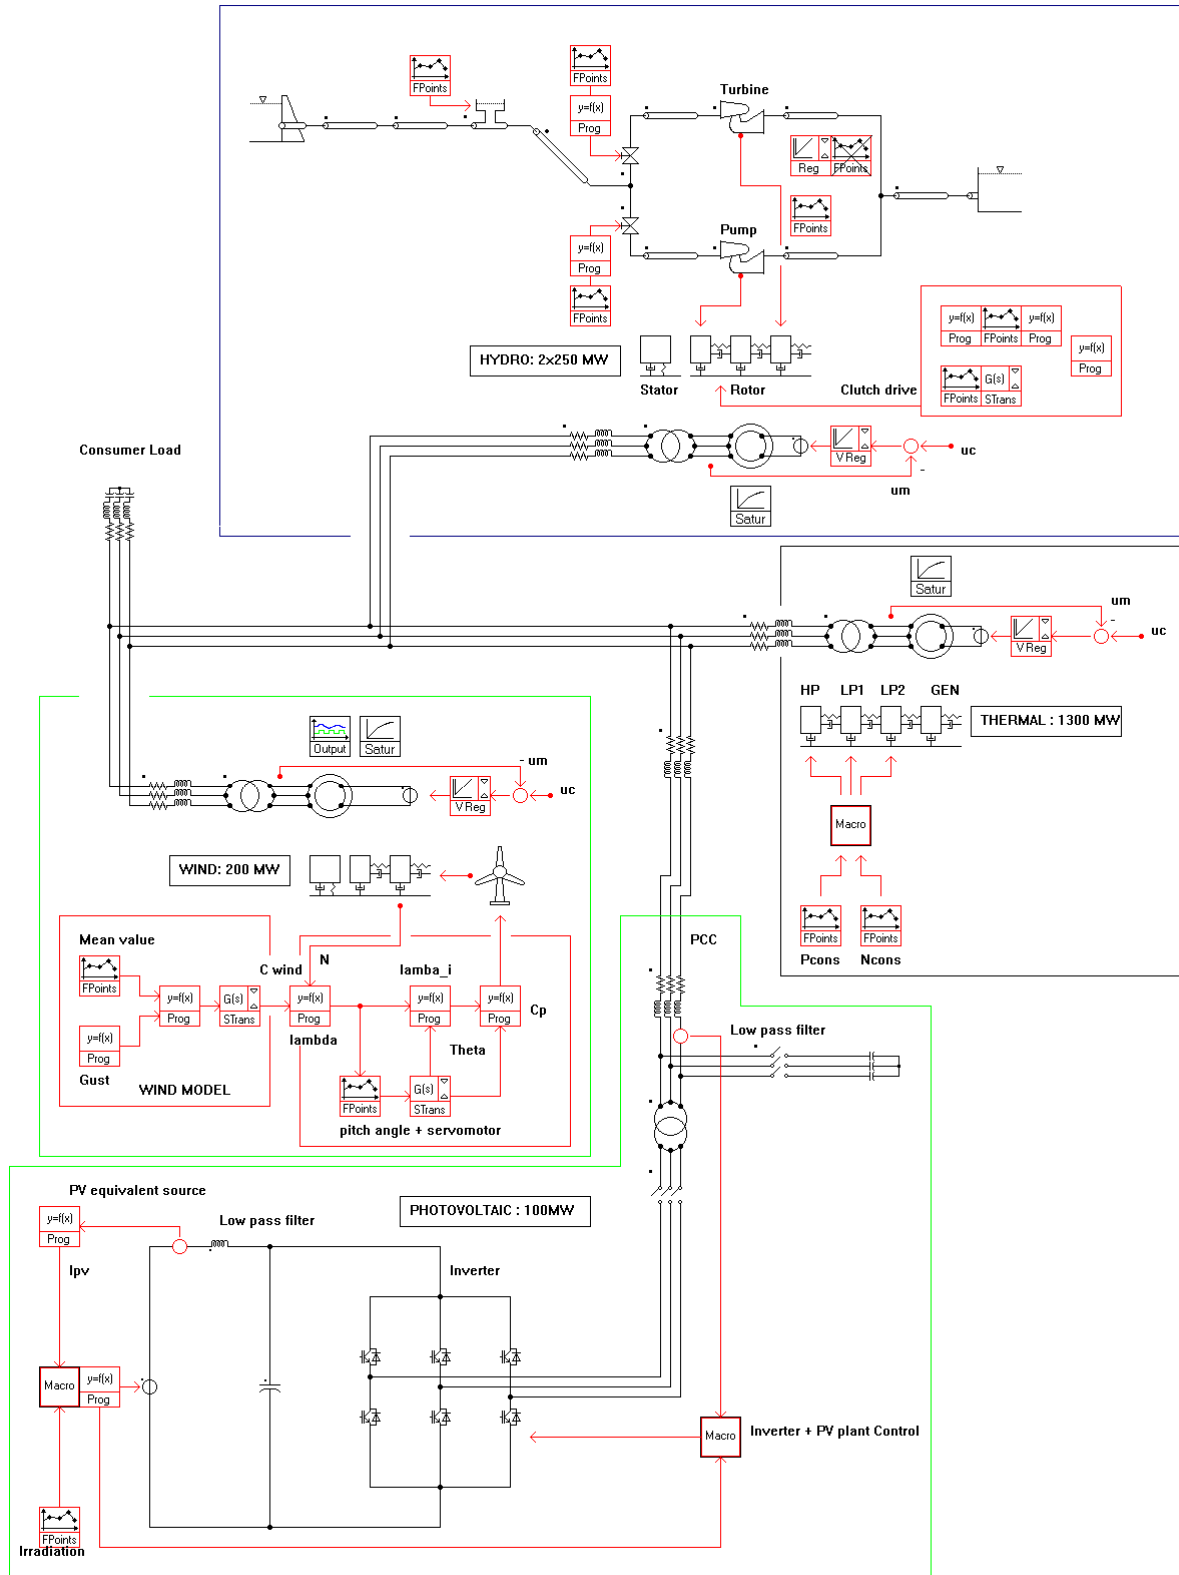 FPoints
FPoints
y=f(x)
Prog
Turbine
Reg
FPoints
FPoints
Pump
y=f(x)
Prog
FPoints
HYDRO: 2x250 MW
Stator
Rotor
Clutch drive
y=f(x)
Prog
FPoints
y=f(x)
Prog
y=f(x)
Prog
FPoints
G(s)
STrans
Consumer Load
V Reg
uc
-
um
Satur
Satur
um
-
uc
V Reg
HP
LP1
LP2
GEN
THERMAL : 1300 MW
Macro
FPoints
FPoints
Pcons
Ncons
Output
Satur
- um
V Reg
uc
WIND: 200 MW
Mean value
FPoints
y=f(x)
Prog
Gust
y=f(x)
Prog
G(s)
STrans
WIND MODEL
C wind
N
y=f(x)
Prog
lambda
lamba_i
y=f(x)
Prog
y=f(x)
Prog
Cp
Theta
FPoints
G(s)
STrans
pitch angle + servomotor
PCC
Low pass filter
PV equivalent source
y=f(x)
Prog
Ipv
Low pass filter
PHOTOVOLTAIC : 100MW
Inverter
Macro
y=f(x)
Prog
FPoints
Irradiation
Macro
Inverter + PV plant Control